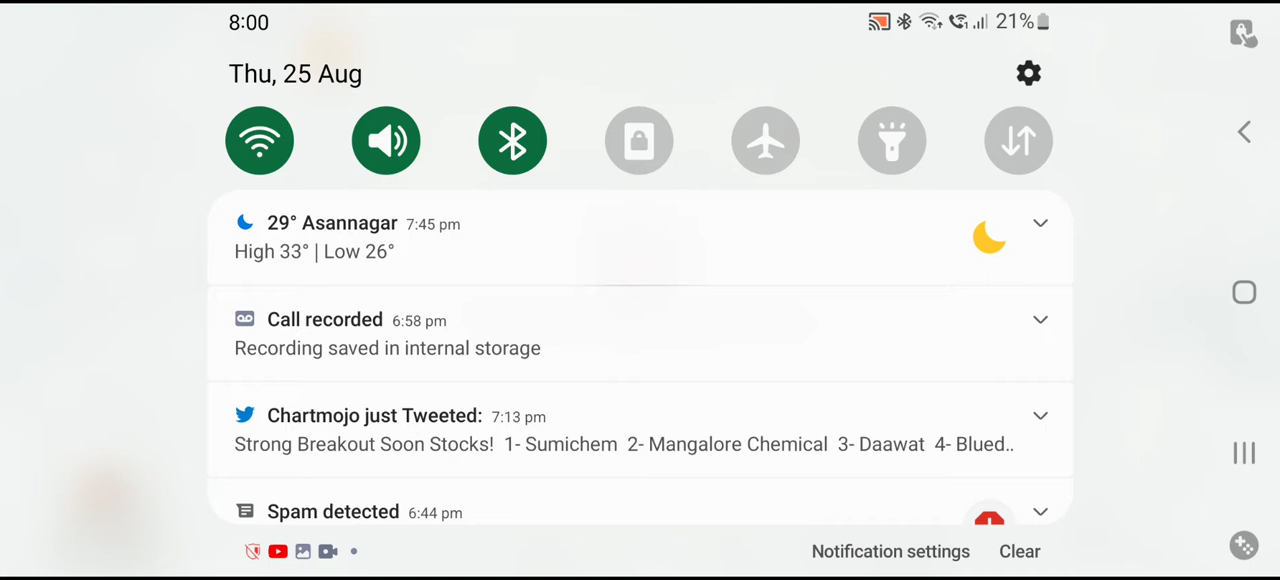 8:00
21%
Thu, 25 Aug
29° Asannagar 7:45 pm
High 33° | Low 26°
Call recorded 6:58 pm
Recording saved in internal storage
Chartmojo just Tweeted: 7:13 pm
Strong Breakout Soon Stocks! 1- Sumichem 2- Mangalore Chemical 3- Daawat 4- Blued..
Spam detected 6:44 pm
Notification settings Clear